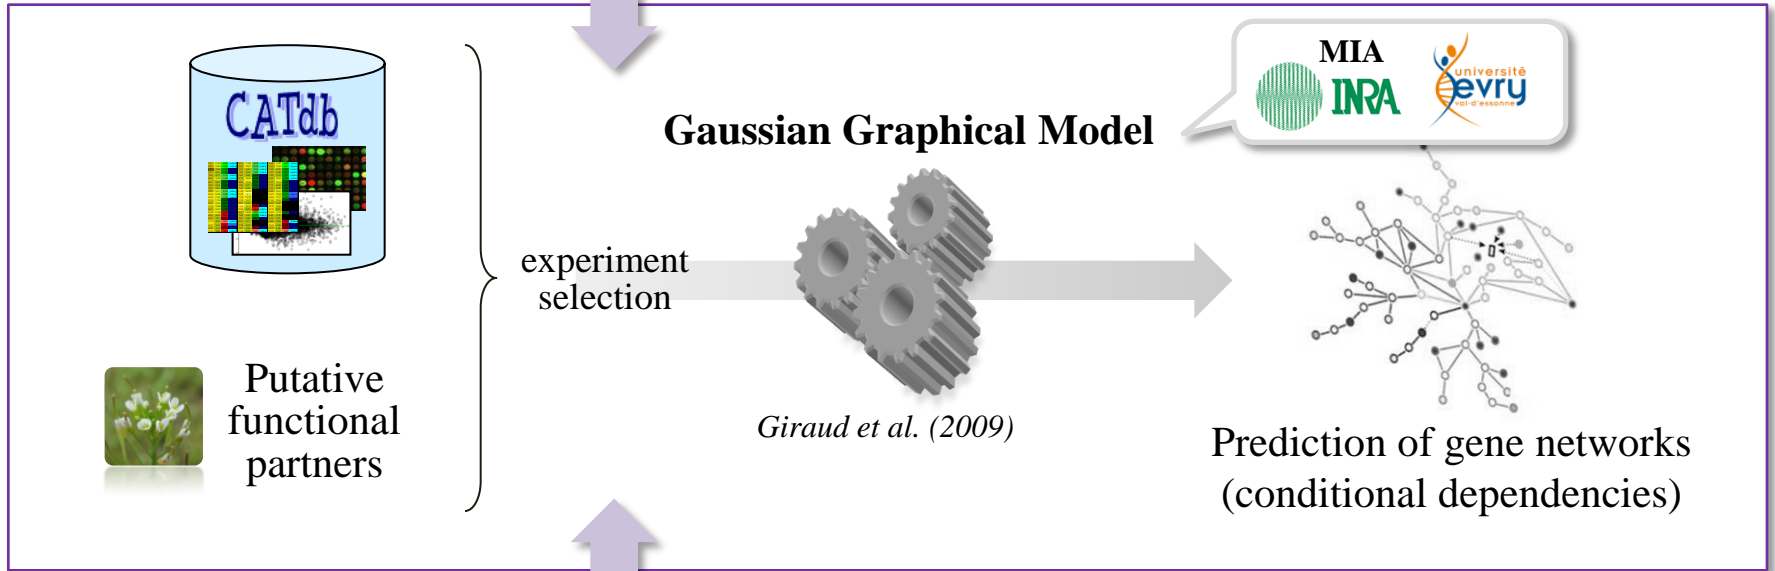 CATdb
Putative
functional
partners
experiment
selection
Gaussian Graphical Model
Giraud et al. (2009)
MIA
INRA
université
evry
val-d'essonne
Prediction of gene networks
(conditional dependencies)